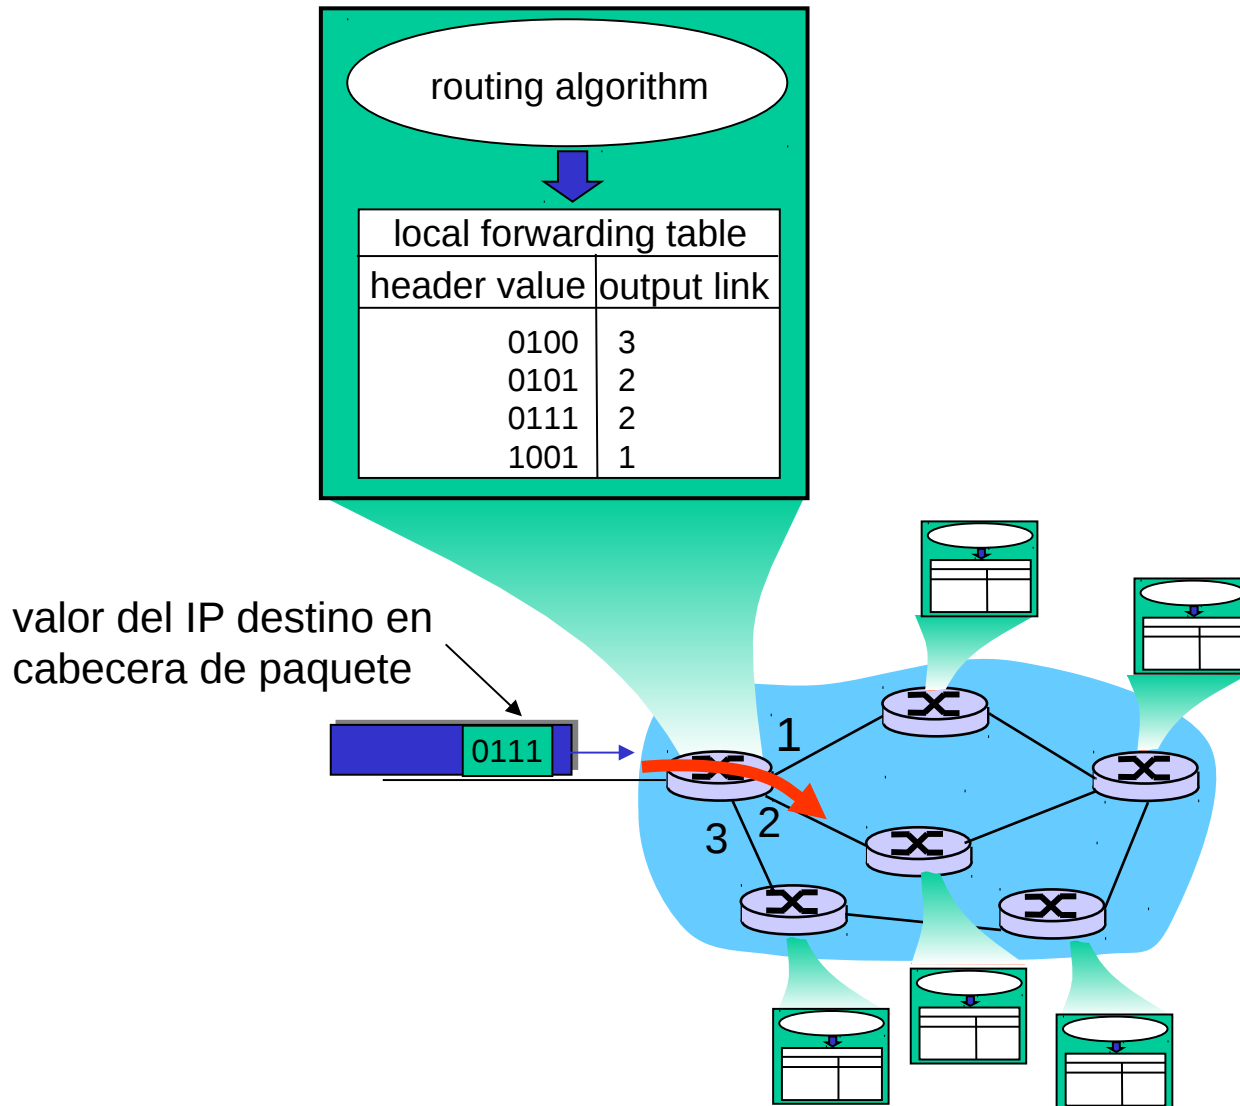 routing algorithm
local forwarding table
header value output link
0100 3
0101 2
0111 2
1001 1
valor del IP destino en
cabecera de paquete
0111
1
2
3